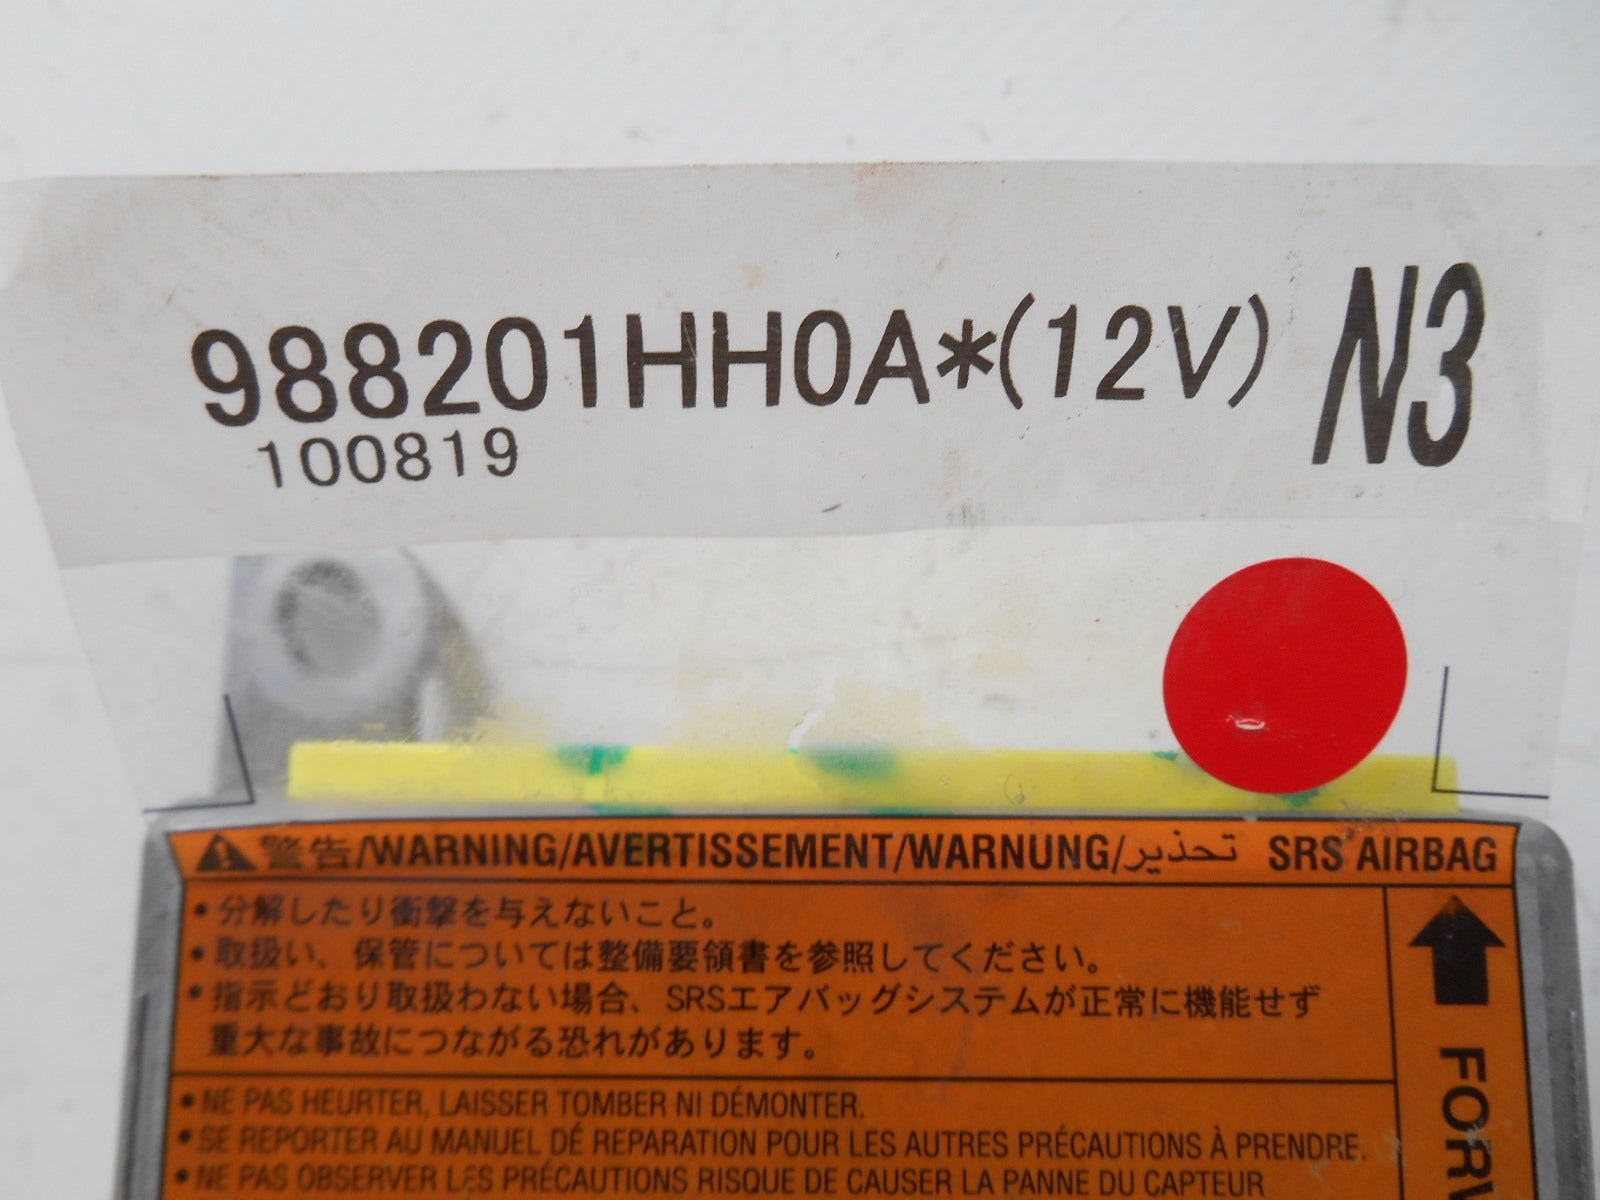 988201HH0A*(12V) N3
100819
警告/WARNING/AVERTISSEMENT/WARNUNG/تحذير SRS AIRBAG
• 分解したり衝撃を与えないこと。
• 取扱い、保管については整備要領書を参照してください。
• 指示どおり取扱わない場合、SRSエアバッグシステムが正常に機能せず
重大な事故につながる恐れがあります。
• NE PAS HEURTER, LAISSER TOMBER NI DÉMONTER.
• SE REPORTER AU MANUEL DÉ REPARATION POUR LES AUTRES PRÉCAUTIONS À PRENDRE.
• NE PAS OBSERVER LES PRÉCAUTIONS RISQUE DE CAUSER LA PANNE DU CAPTEUR
FORW